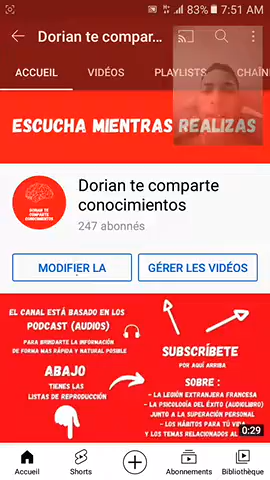 83% 7:51 AM
Dorian te compar...
ACCUEIL VIDÉOS PLAYLISTS CHAÎN
ESCUCHA MIENTRAS REALIZAS
DORIAN TE
COMPARTE
CONOCIMIENTOS
Dorian te comparte
conocimientos
247 abonnés
MODIFIER LA
GÉRER LES VIDÉOS
EL CANAL ESTÁ BASADO EN LOS
PODCAST (AUDIOS)
PARA BRINDARTE LA INFORMACIÓN
DE FORMA MAS RÁPIDA Y NATURAL POSIBLE
ABAJO
TIENES LAS
LISTAS DE REPRODUCCIÓN
SUBSCRÍBETE
POR AQUI ARRIBA
SOBRE :
- LA LEGIÓN EXTRANJERA FRANCESA
- LA PSICOLOGÍA DEL ÉXITO (AUDIOLIBRO)
JUNTO A LA SUPERACIÓN PERSONAL
- LOS HÁBITOS PARA TÚ VIDA
Y LOS TEMAS RELACIONADOS AL
0:29
Accueil Shorts Abonnements Bibliothèque